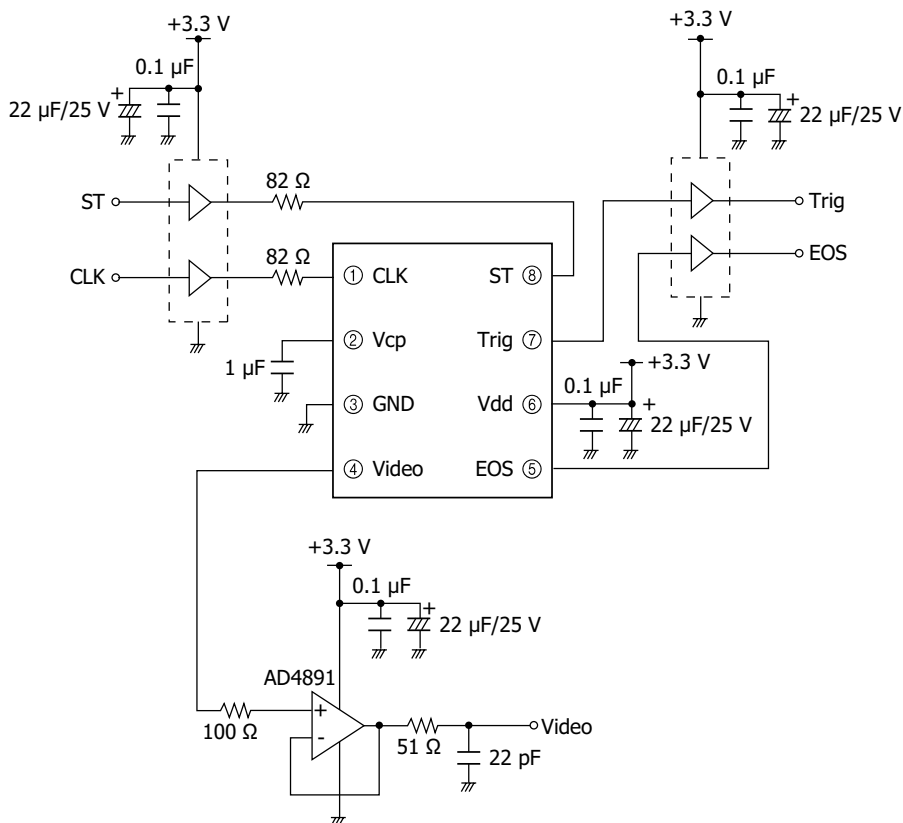 +3.3 V
+3.3 V
0.1 µF
22 µF/25 V
+
0.1 µF
+
22 µF/25 V
ST
82 Ω
Trig
CLK
82 Ω
EOS
① CLK
ST ⑧
② Vcp
Trig ⑦
1 µF
+3.3 V
0.1 µF
③ GND
Vdd ⑥
+
22 µF/25 V
④ Video
EOS ⑤
+3.3 V
0.1 µF
+
22 µF/25 V
AD4891
+
-
100 Ω
51 Ω
Video
22 pF